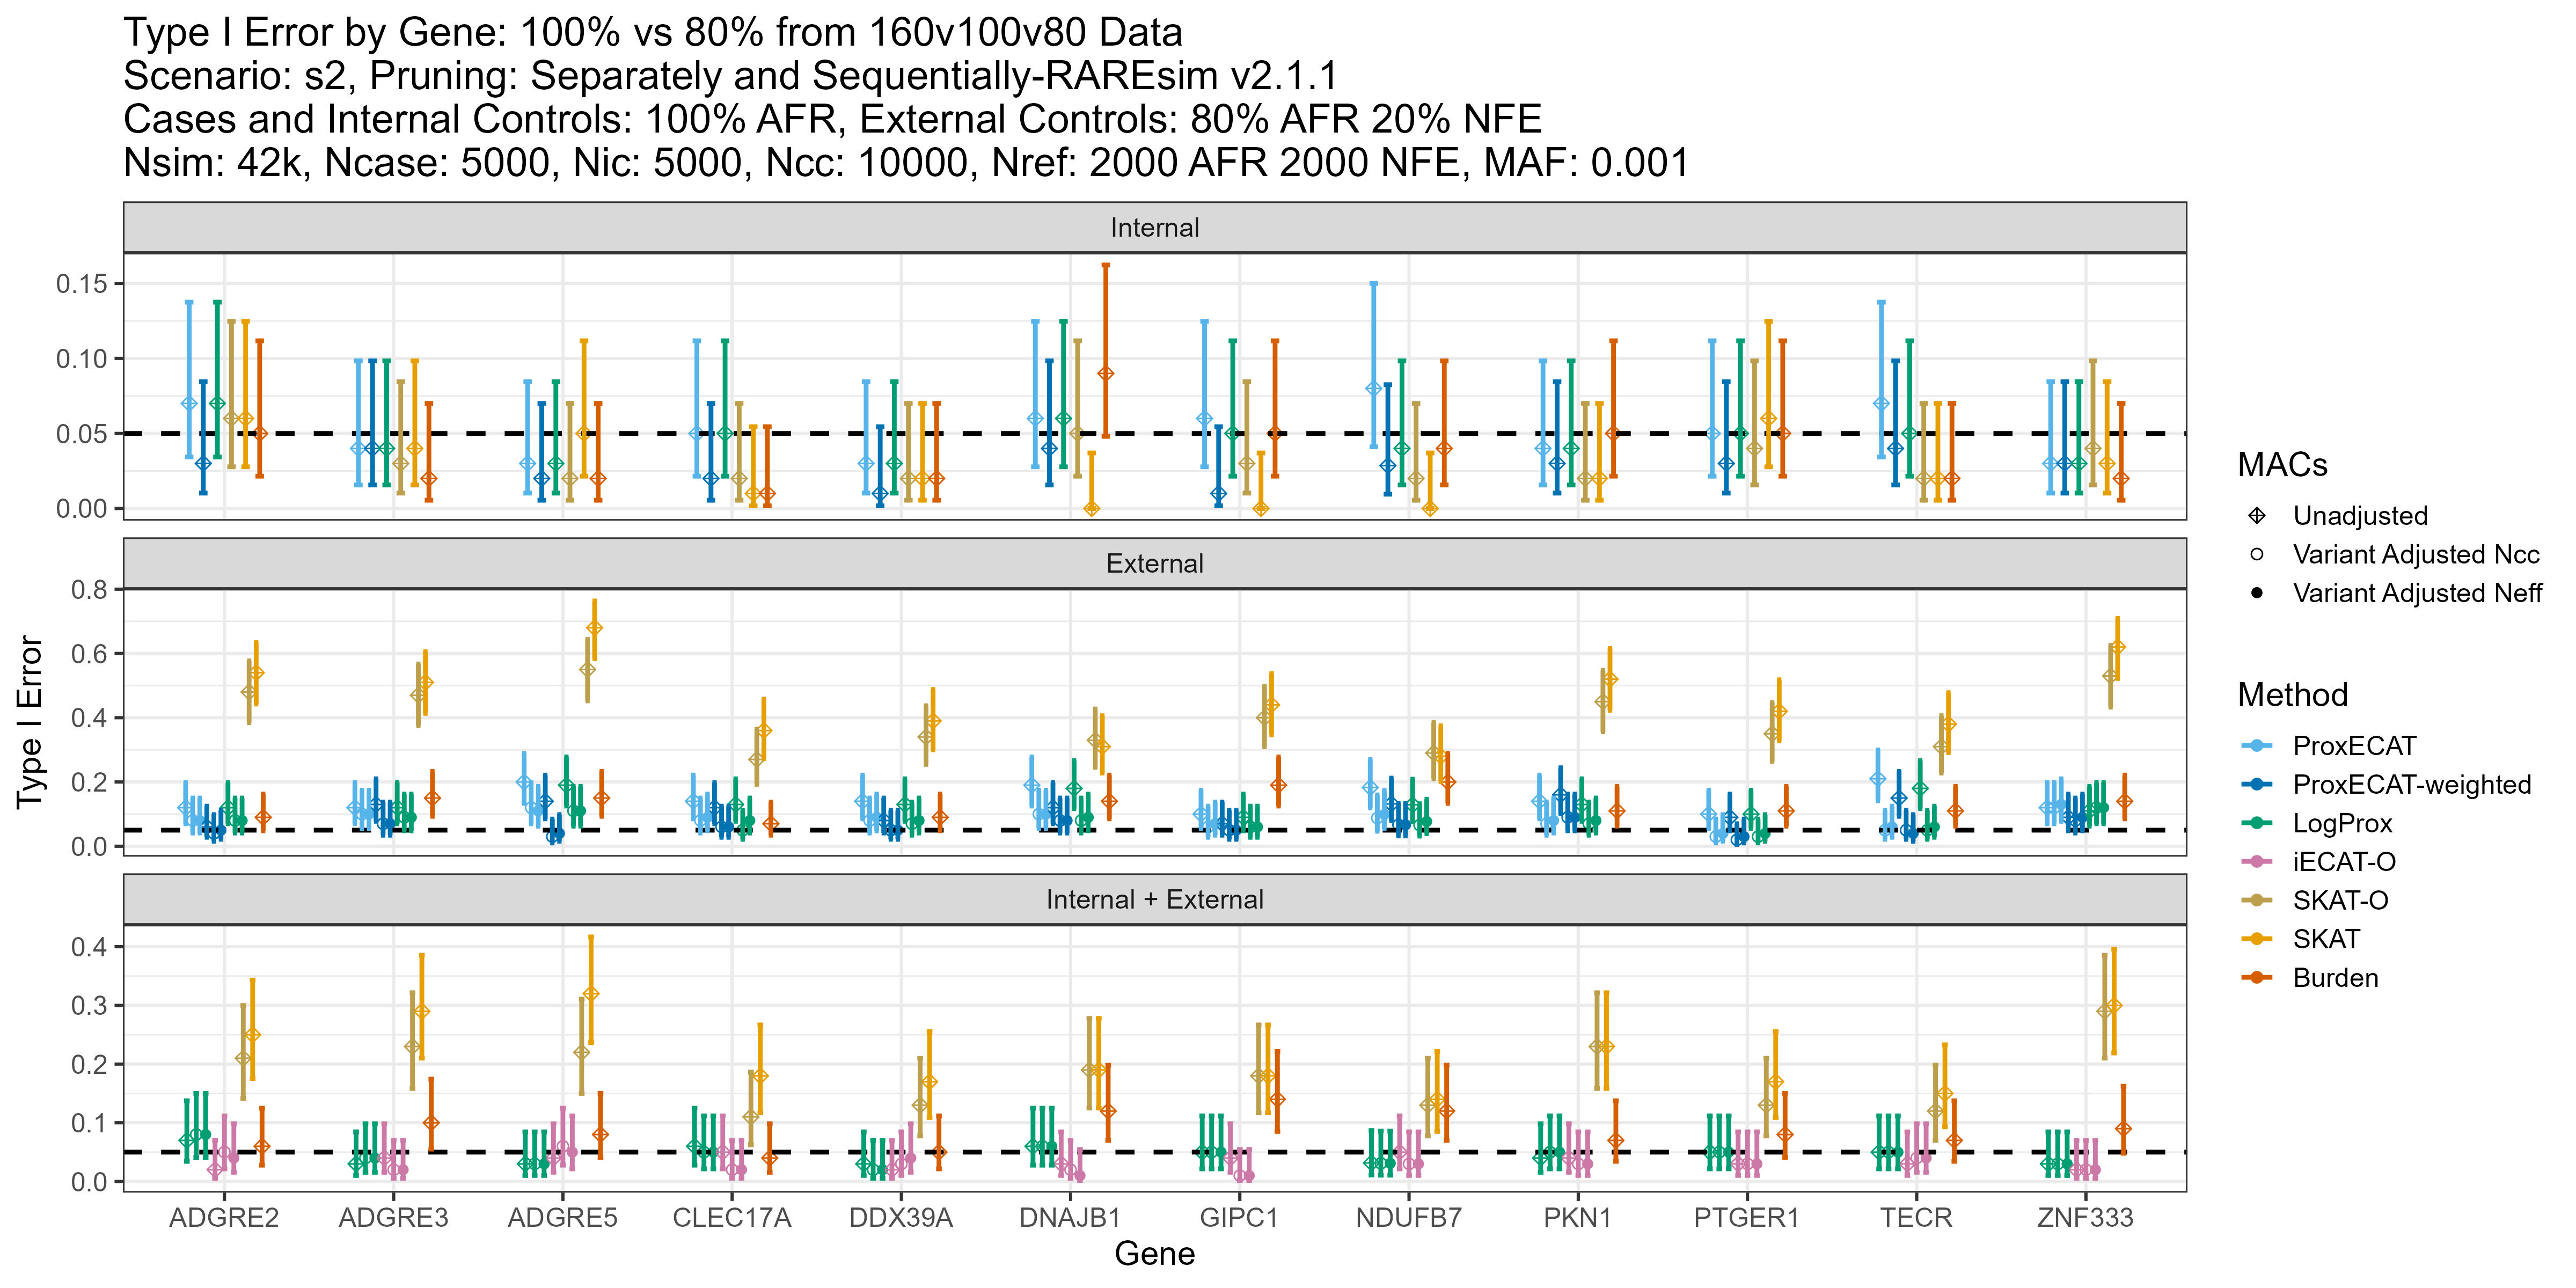 Type I Error by Gene: 100% vs 80% from 160v100v80 Data
Scenario: s2, Pruning: Separately and Sequentially-RAREsim v2.1.1
Cases and Internal Controls: 100% AFR, External Controls: 80% AFR 20% NFE
Nsim: 42k, Ncase: 5000, Nic: 5000, Ncc: 10000, Nref: 2000 AFR 2000 NFE, MAF: 0.001
Internal
0.15
0.10
0.05
0.00
External
0.8
0.6
0.4
0.2
0.0
Internal + External
0.4
0.3
0.2
0.1
0.0
Type I Error
ADGRE2 ADGRE3 ADGRE5 CLEC17A DDX39A DNAJB1 GIPC1 NDUFB7 PKN1 PTGER1 TECR ZNF333
Gene
MACs
Unadjusted
Variant Adjusted Ncc
Variant Adjusted Neff
Method
ProxECAT
ProxECAT-weighted
LogProx
iECAT-O
SKAT-O
SKAT
Burden